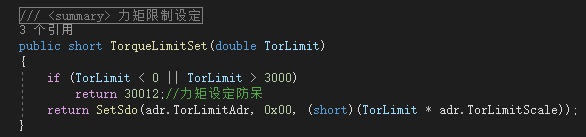 /// <summary> 力矩限制设定
3 个引用
public short TorqueLimitSet(double TorLimit)
{
if (TorLimit < 0 || TorLimit > 3000)
return 30012;//力矩设定防呆
return SetSdo(adr.TorLimitAdr, 0x00, (short)(TorLimit * adr.TorLimitScale));
}